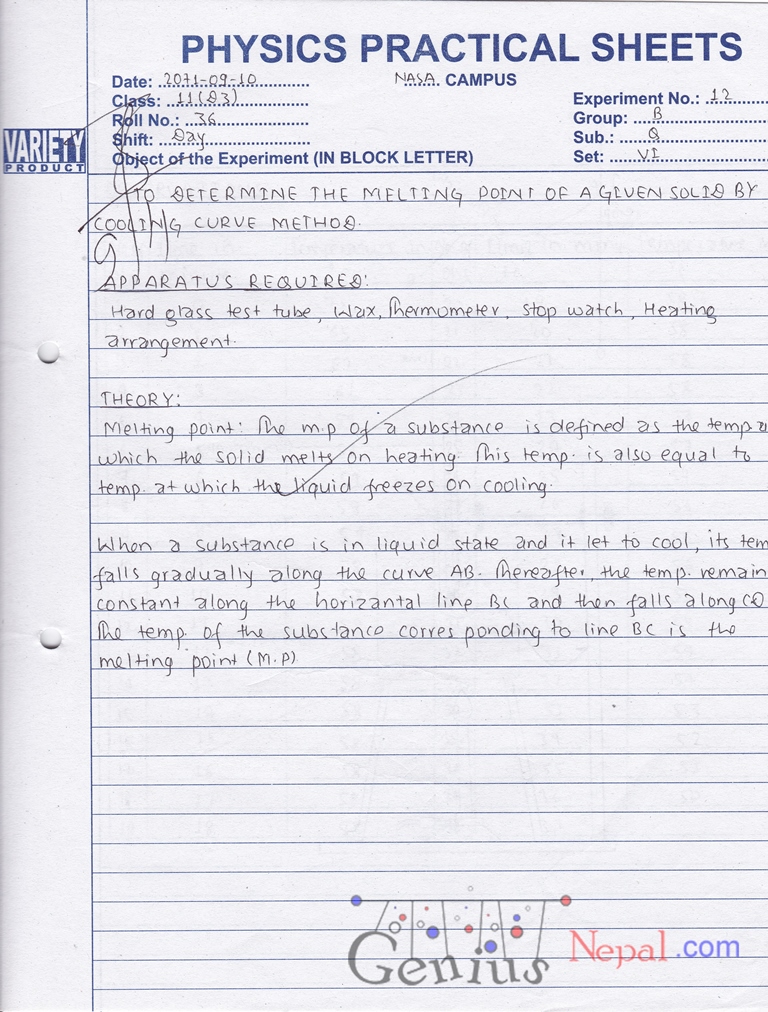 PHYSICS PRACTICAL SHEETS
Date: 2071-09-10 NASA CAMPUS
Class: 11(D3)
Experiment No.: 12
Roll No.: 36
Group: B
Shift: Day
Sub.: Q
Object of the Experiment (IN BLOCK LETTER)
Set: VI
VARIETY
PRODUCT
TO DETERMINE THE MELTING POINT OF A GIVEN SOLID BY
COOLING CURVE METHOD.
APPARATUS REQUIRED:
Hard glass test tube, Wax, Thermometer, stop watch, Heating
arrangement.
THEORY:
Melting point: The m.p of a substance is defined as the temp a
which the solid melts on heating. This temp. is also equal to
temp. at which the liquid freezes on cooling.
When a substance is in liquid state and it let to cool, its tem
falls gradually along the curve AB. Thereafter, the temp. remain
constant along the horizantal line BC and then falls along CD
The temp. of the substance corres ponding to line BC is the
melting point (M.P)
Genius Nepal.com